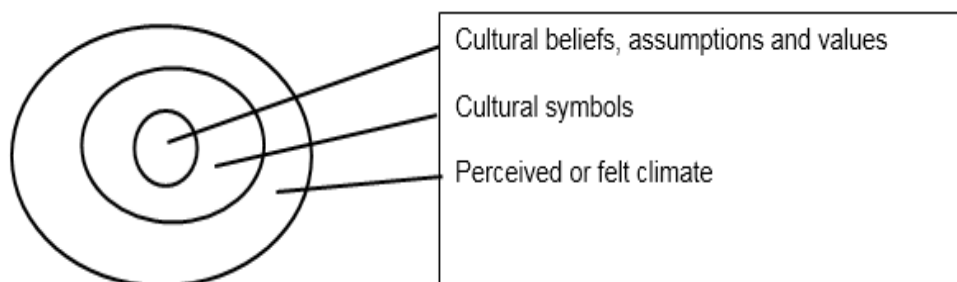 Cultural beliefs, assumptions and values
Cultural symbols
Perceived or felt climate